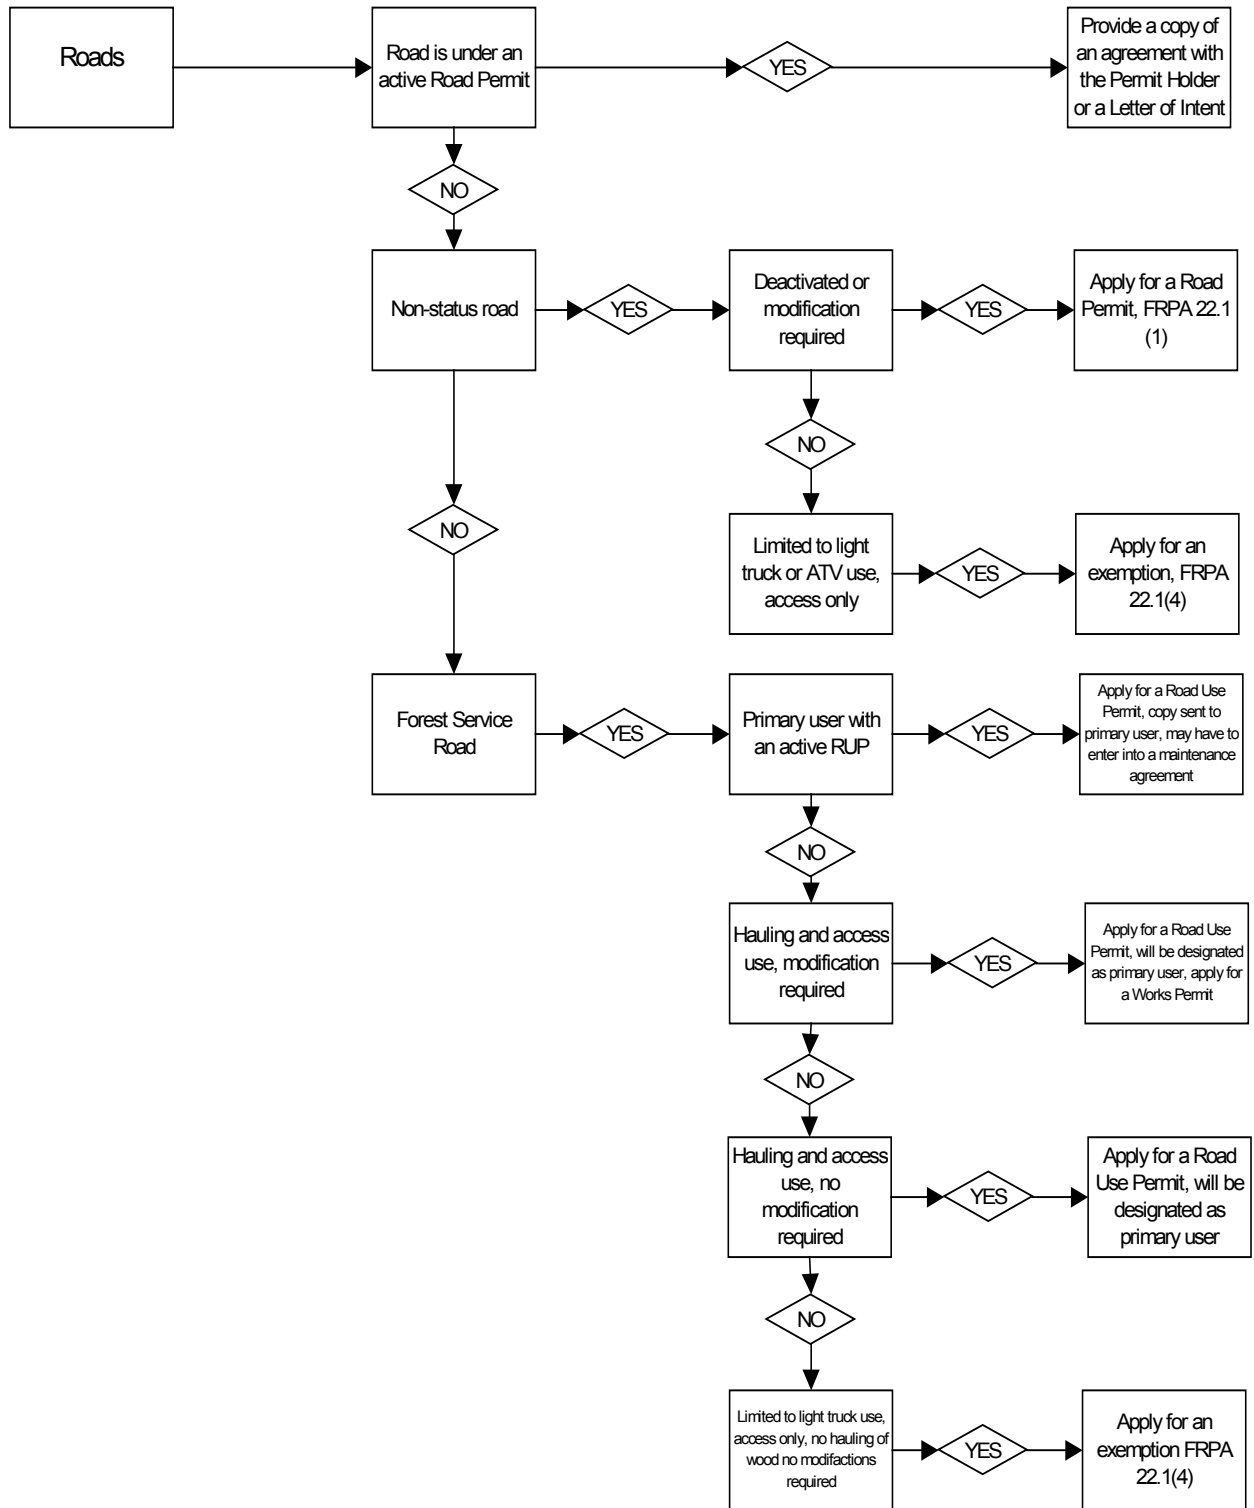 Roads
Road is under an
active Road Permit
YES
Provide a copy of
an agreement with
the Permit Holder
or a Letter of Intent
NO
Non-status road
YES
Deactivated or
modification
required
YES
Apply for a Road
Permit, FRPA 22.1
(1)
NO
NO
Limited to light
truck or ATV use,
access only
YES
Apply for an
exemption, FRPA
22.1(4)
Forest Service
Road
YES
Primary user with
an active RUP
YES
Apply for a Road Use
Permit, copy sent to
primary user, may have to
enter into a maintenance
agreement
NO
Hauling and access
use, modification
required
YES
Apply for a Road Use
Permit, will be designated
as primary user, apply for
a Works Permit
NO
Hauling and access
use, no
modification
required
YES
Apply for a Road
Use Permit, will be
designated as
primary user
NO
Limited to light truck use,
access only, no hauling of
wood no modifactions
required
YES
Apply for an
exemption FRPA
22.1(4)